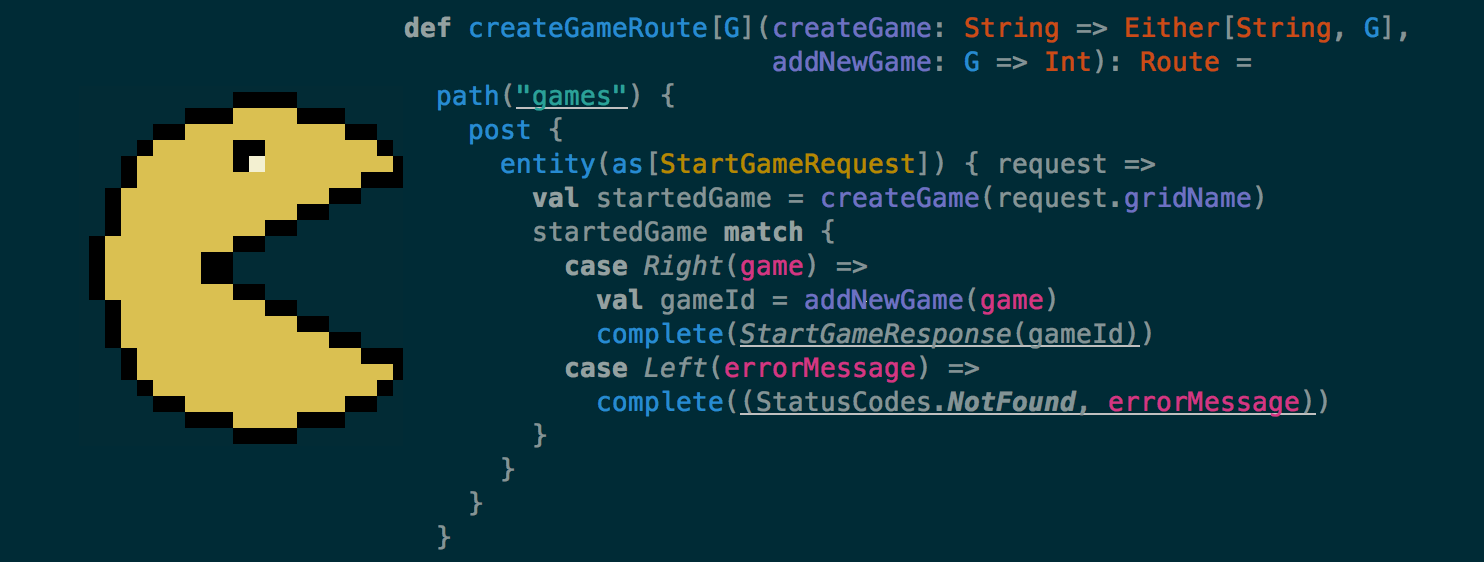 def createGameRoute[G](createGame: String => Either[String, G],
                       addNewGame: G => Int): Route =
  path("games") {
    post {
      entity(as[StartGameRequest]) { request =>
        val startedGame = createGame(request.gridName)
        startedGame match {
          case Right(game) =>
            val gameId = addNewGame(game)
            complete(StartGameResponse(gameId))
          case Left(errorMessage) =>
            complete((StatusCodes.NotFound, errorMessage))
        }
      }
    }
  }